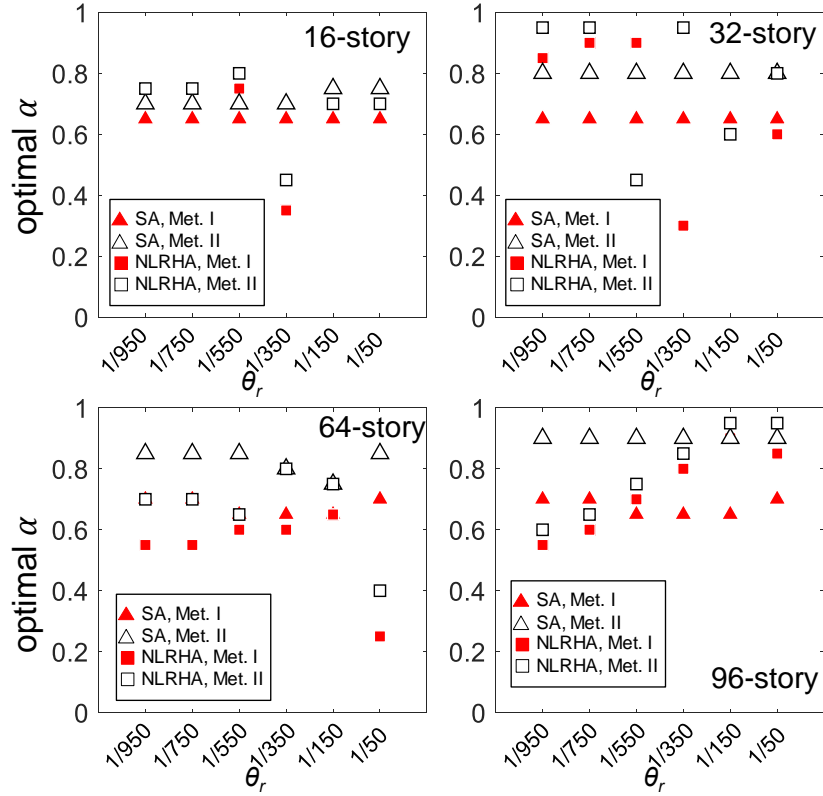 16-story
32-story
optimal α
1
0.8
0.6
0.4
0.2
0
SA, Met. I
SA, Met. II
NLRHA, Met. I
NLRHA, Met. II
1/950
1/750
1/550
1/350
1/150
1/50
θr
1
0.8
0.6
0.4
0.2
0
SA, Met. I
SA, Met. II
NLRHA, Met. I
NLRHA, Met. II
1/950
1/750
1/550
1/350
1/150
1/50
θr
64-story
optimal α
1
0.8
0.6
0.4
0.2
0
SA, Met. I
SA, Met. II
NLRHA, Met. I
NLRHA, Met. II
1/950
1/750
1/550
1/350
1/150
1/50
θr
1
0.8
0.6
0.4
0.2
0
SA, Met. I
SA, Met. II
NLRHA, Met. I
NLRHA, Met. II
96-story
1/950
1/750
1/550
1/350
1/150
1/50
θr